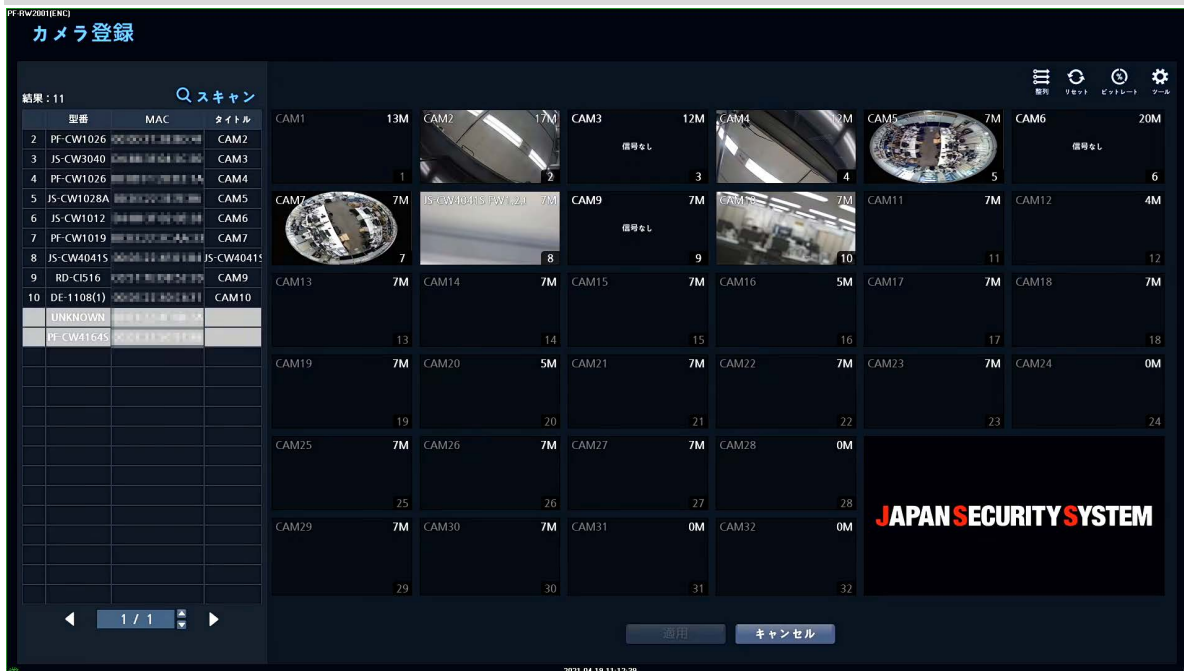 PF-RW2001(ENC)
カメラ登録
整列 リセット ビットレート ツール
結果 : 11 スキャン
型番 MAC タイトル
2 PF-CW1026 CAM2
3 JS-CW3040 CAM3
4 PF-CW1026 CAM4
5 JS-CW1028A CAM5
6 JS-CW1012 CAM6
7 PF-CW1019 CAM7
8 JS-CW4041S JS-CW4041S
9 RD-CI516 CAM9
10 DE-1108(1) CAM10
UNKNOWN
PF-CW4164S
1 / 1
CAM1 13M CAM2 17M CAM3 12M CAM4 12M CAM5 7M CAM6 20M
信号なし 信号なし
1 2 3 4 5 6
CAM7 7M 7M CAM9 7M CAM10 7M CAM11 7M CAM12 4M
信号なし
7 8 9 10 11 12
CAM13 7M CAM14 7M CAM15 7M CAM16 5M CAM17 7M CAM18 7M
13 14 15 16 17 18
CAM19 7M CAM20 5M CAM21 7M CAM22 7M CAM23 7M CAM24 0M
19 20 21 22 23 24
CAM25 7M CAM26 7M CAM27 7M CAM28 0M
25 26 27 28
JAPAN SECURITY SYSTEM
CAM29 7M CAM30 7M CAM31 0M CAM32 0M
29 30 31 32
適用 キャンセル